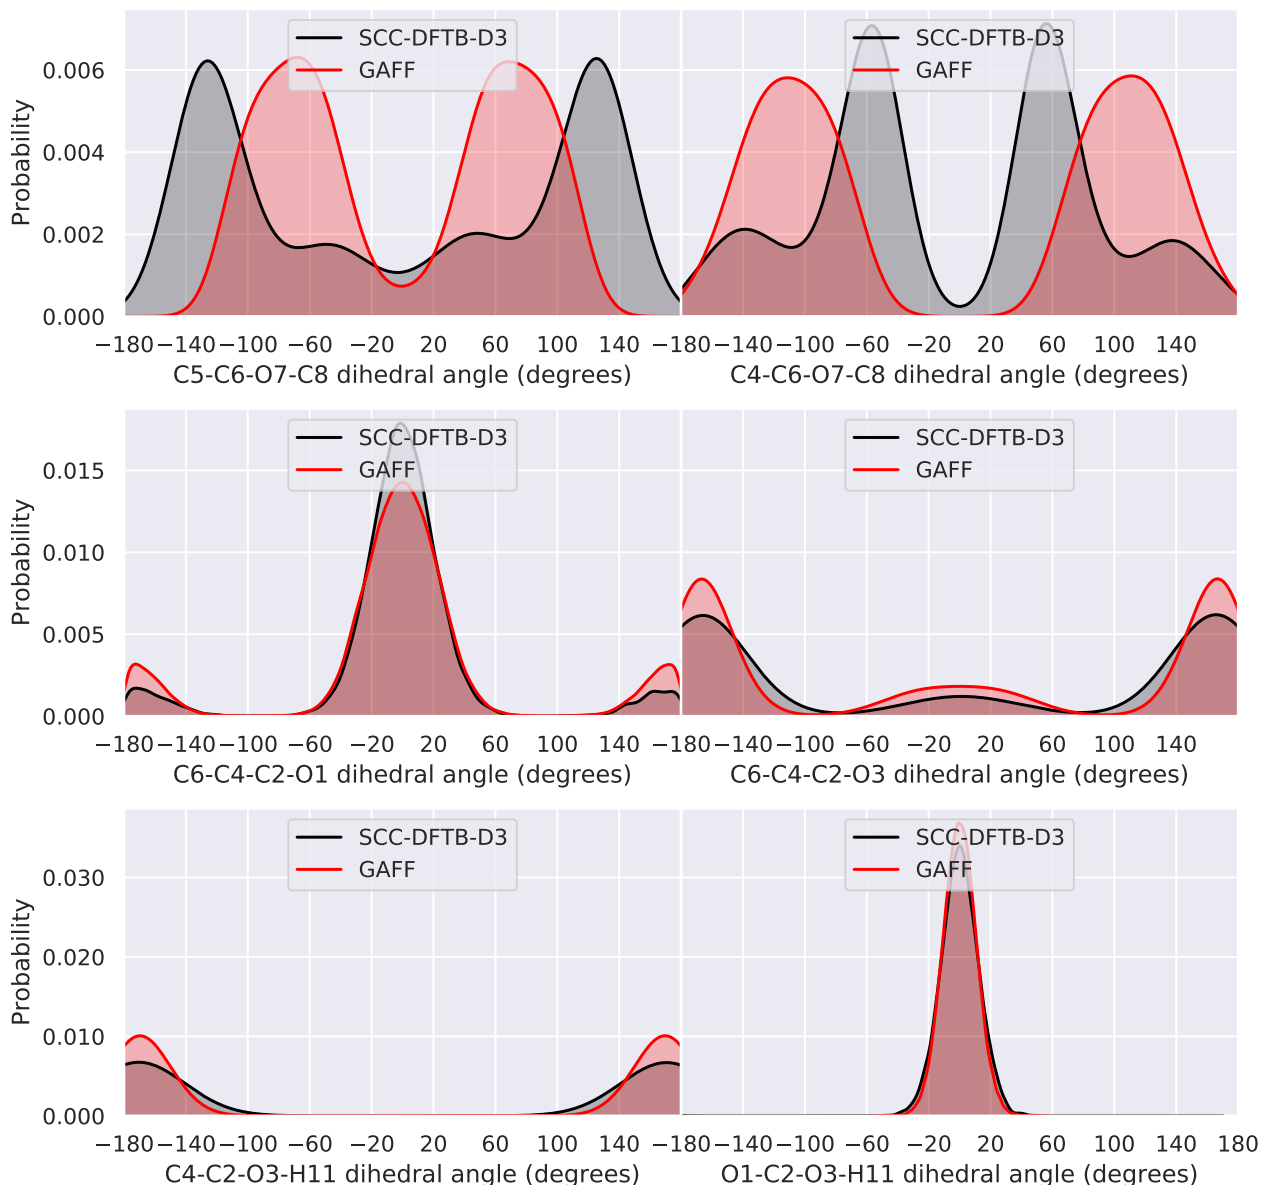 SCC-DFTB-D3
GAFF
SCC-DFTB-D3
GAFF
Probability
0.006
0.004
0.002
0.000
−180 −140 −100 −60 −20 20 60 100 −180 −140 −100 −60 −20 20 60 100 140
C5-C6-O7-C8 dihedral angle (degrees)
C4-C6-O7-C8 dihedral angle (degrees)
SCC-DFTB-D3
GAFF
SCC-DFTB-D3
GAFF
Probability
0.015
0.010
0.005
0.000
−180 −140 −100 −60 −20 20 60 100 140 −180 −140 −100 −60 −20 20 60 100 140
C6-C4-C2-O1 dihedral angle (degrees)
C6-C4-C2-O3 dihedral angle (degrees)
SCC-DFTB-D3
GAFF
SCC-DFTB-D3
GAFF
Probability
0.030
0.020
0.010
0.000
−180 −140 −100 −60 −20 20 60 100 140 −180 −140 −100 −60 −20 20 60 100 140 180
C4-C2-O3-H11 dihedral angle (degrees)
O1-C2-O3-H11 dihedral angle (degrees)